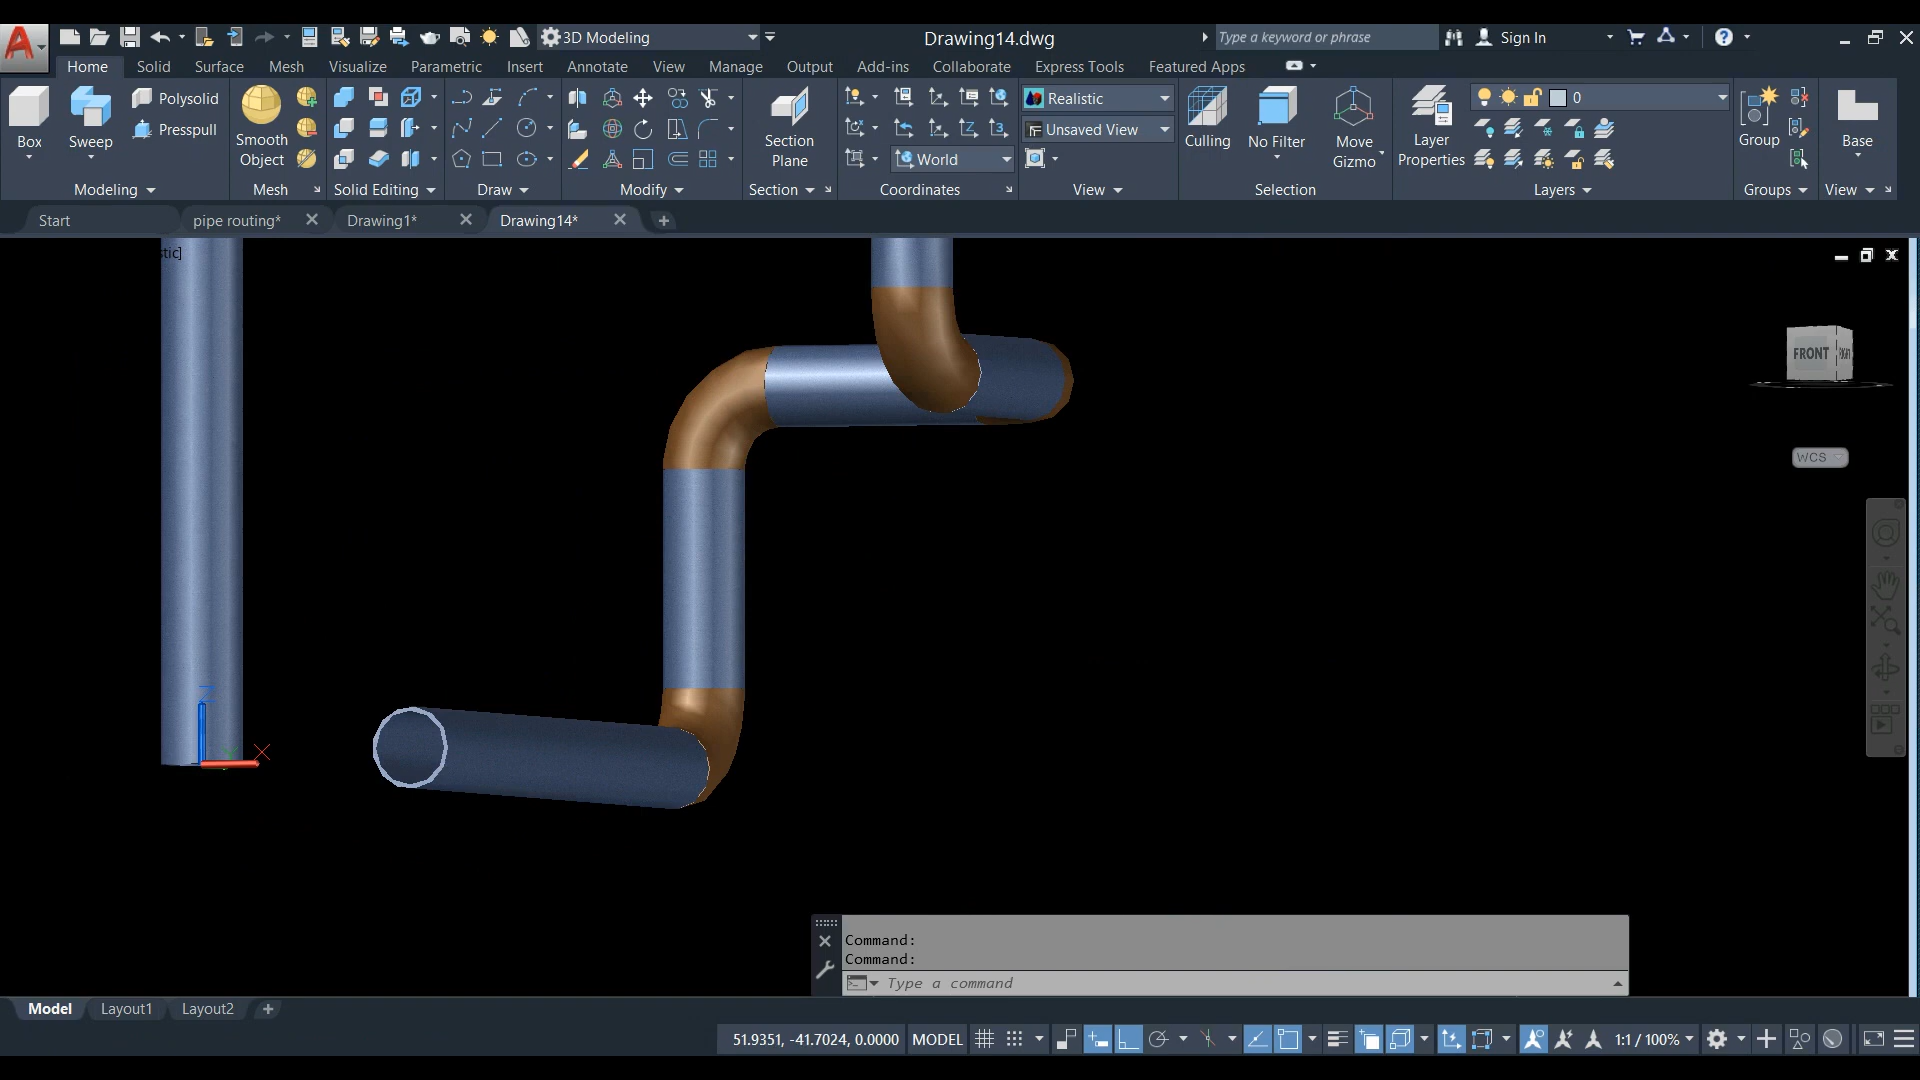 3D Modeling
Drawing14.dwg
Type a keyword or phrase
Sign In
Home Solid Surface Mesh Visualize Parametric Insert Annotate View Manage Output Add-ins Collaborate Express Tools Featured Apps
Box
Sweep
Polysolid
Presspull
Smooth
Object
Section
Plane
World
Realistic
Unsaved View
Culling
No Filter
Move
Gizmo
Layer
Properties
0
Group
Base
Modeling Mesh Solid Editing Draw Modify Section Coordinates View Selection Layers Groups View
Start pipe routing* Drawing1* Drawing14*
stic]
FRONT
RIGHT
WCS
Z
Y
X
Command:
Command:
Type a command
Model Layout1 Layout2
51.9351, -41.7024, 0.0000 MODEL 1:1 / 100%